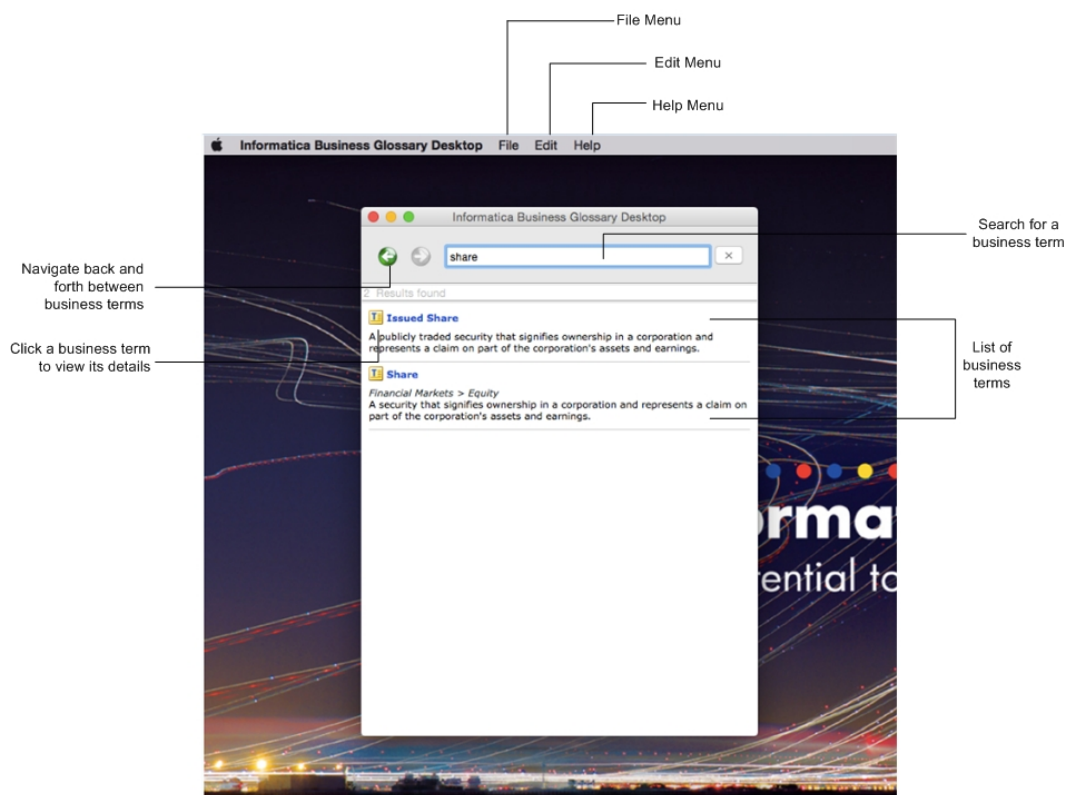 File Menu
Edit Menu
Help Menu
Informatica Business Glossary Desktop File Edit Help
Informatica Business Glossary Desktop
Search for a
business term
share
Navigate back and
forth between
business terms
2 Results found
Issued Share
A publicly traded security that signifies ownership in a corporation and
represents a claim on part of the corporation's assets and earnings.
Click a business term
to view its details
List of
business
terms
Share
Financial Markets > Equity
A security that signifies ownership in a corporation and represents a claim on
part of the corporation's assets and earnings.
orma
ential to